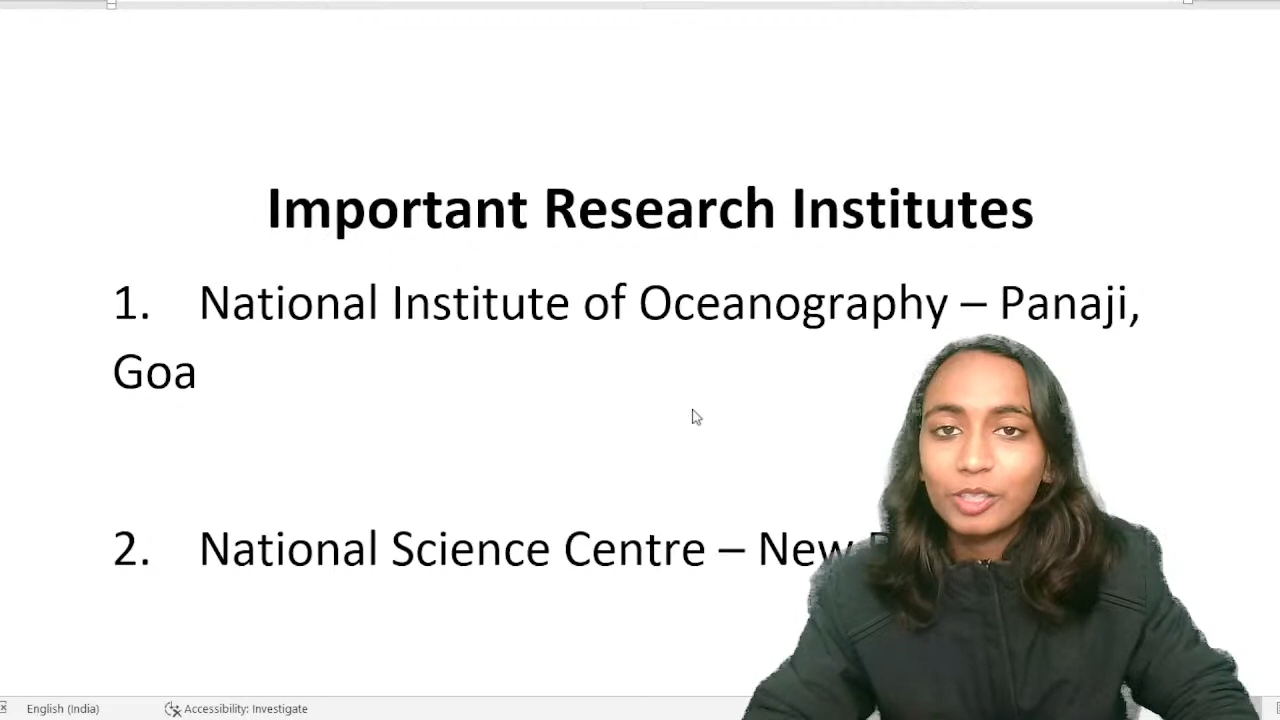 Important Research Institutes
1. National Institute of Oceanography – Panaji,
Goa
2. National Science Centre – New
English (India) Accessibility: Investigate